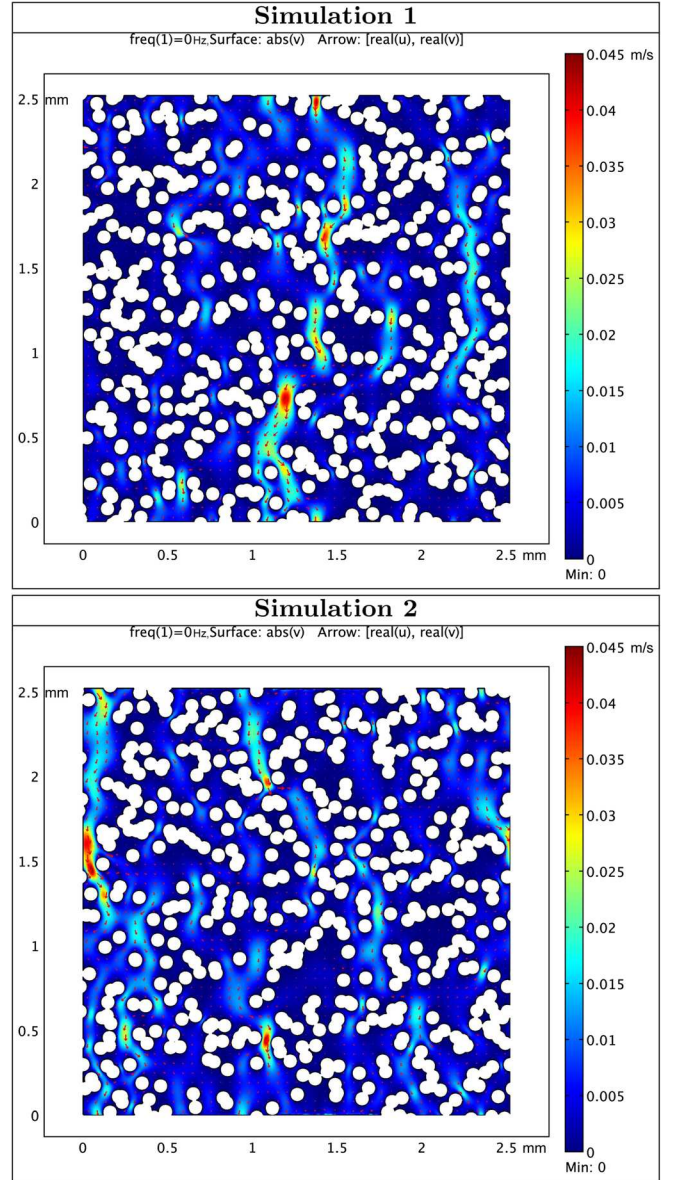 Simulation 1
freq(1)=0Hz,Surface: abs(v) Arrow: [real(u), real(v)]
0.045 m/s
0.04
0.035
0.03
0.025
0.02
0.015
0.01
0.005
0
Min: 0
2.5 mm
2
1.5
1
0.5
0
0 0.5 1 1.5 2 2.5 mm
Simulation 2
freq(1)=0Hz,Surface: abs(v) Arrow: [real(u), real(v)]
0.045 m/s
0.04
0.035
0.03
0.025
0.02
0.015
0.01
0.005
0
Min: 0
2.5 mm
2
1.5
1
0.5
0
0 0.5 1 1.5 2 2.5 mm